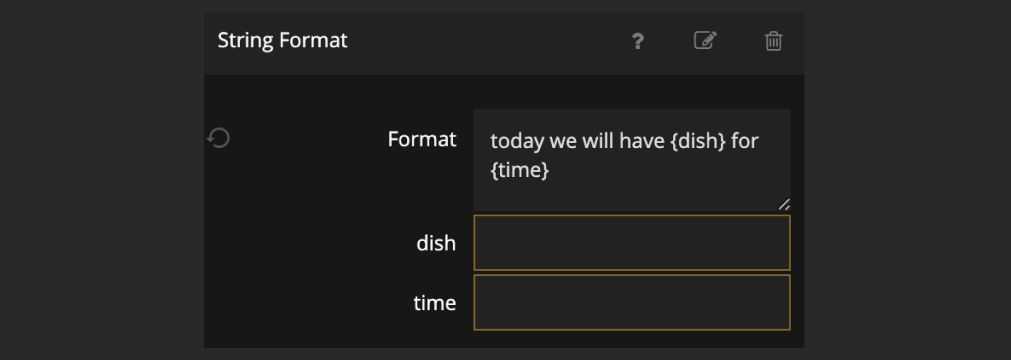 String Format
?
Format
today we will have {dish} for
{time}
dish
time